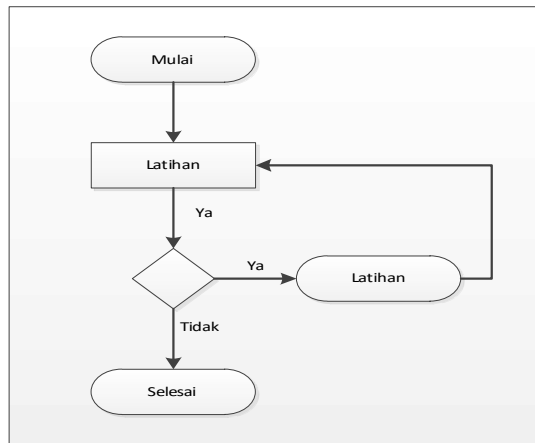 Mulai
Latihan
Ya
Ya
Latihan
Tidak
Selesai